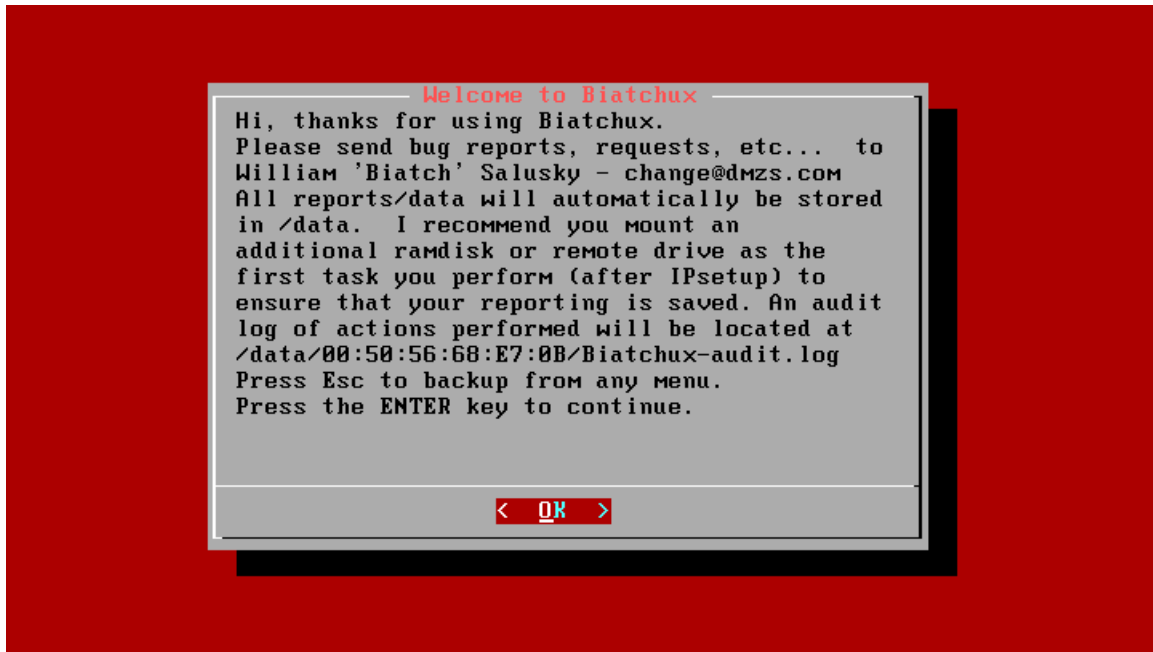 Welcome to Biatchux
Hi, thanks for using Biatchux.
Please send bug reports, requests, etc...  to
William 'Biatch' Salusky - change@dmzs.com
All reports/data will automatically be stored
in /data.  I recommend you mount an
additional ramdisk or remote drive as the
first task you perform (after IPsetup) to
ensure that your reporting is saved. An audit
log of actions performed will be located at
/data/00:50:56:68:E7:0B/Biatchux-audit.log
Press Esc to backup from any menu.
Press the ENTER key to continue.
<  OK  >